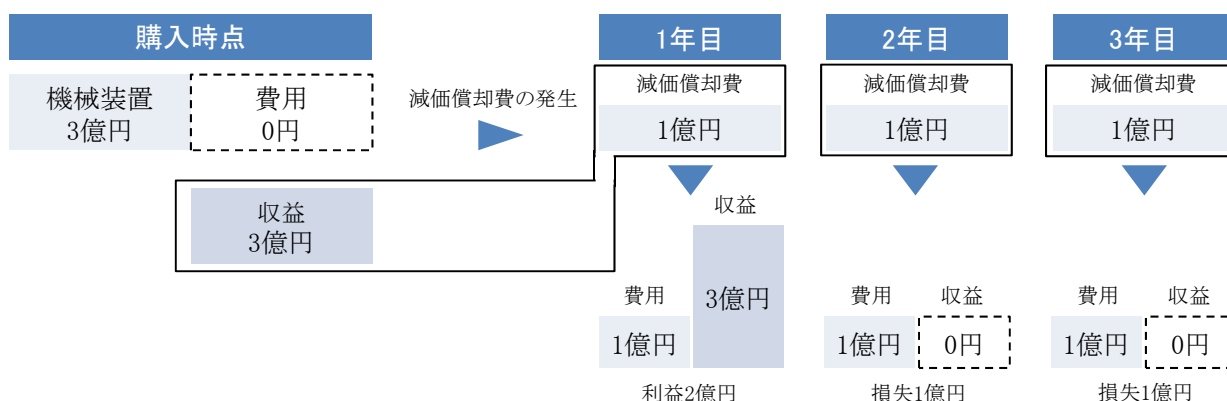 購入時点
機械装置
3億円
費用
0円
減価償却費の発生
収益
3億円
1年目
減価償却費
1億円
収益
3億円
費用
1億円
利益2億円
2年目
減価償却費
1億円
費用
収益
1億円
0円
損失1億円
3年目
減価償却費
1億円
費用
収益
1億円
0円
損失1億円